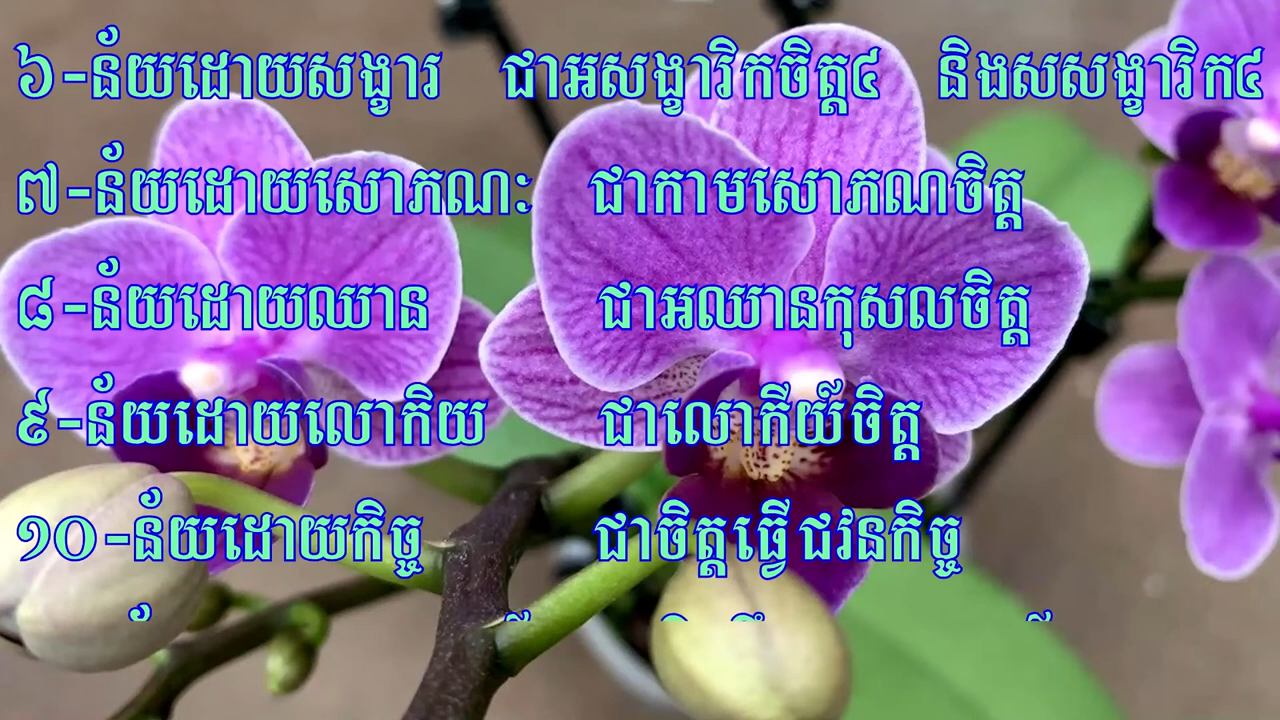 ៦-ន័យដោយសង្ខារ ជាអសង្ខារិកចិត្ត៤ និងសសង្ខារិក៤
៧-ន័យដោយសោភណៈ ជាកាមសោភណចិត្ត
៨-ន័យដោយឈាន ជាអឈានកុសលចិត្ត
៩-ន័យដោយលោកិយ ជាលោកីយ៍ចិត្ត
១០-ន័យដោយកិច្ច ជាចិត្តធ្វើជវនកិច្ច